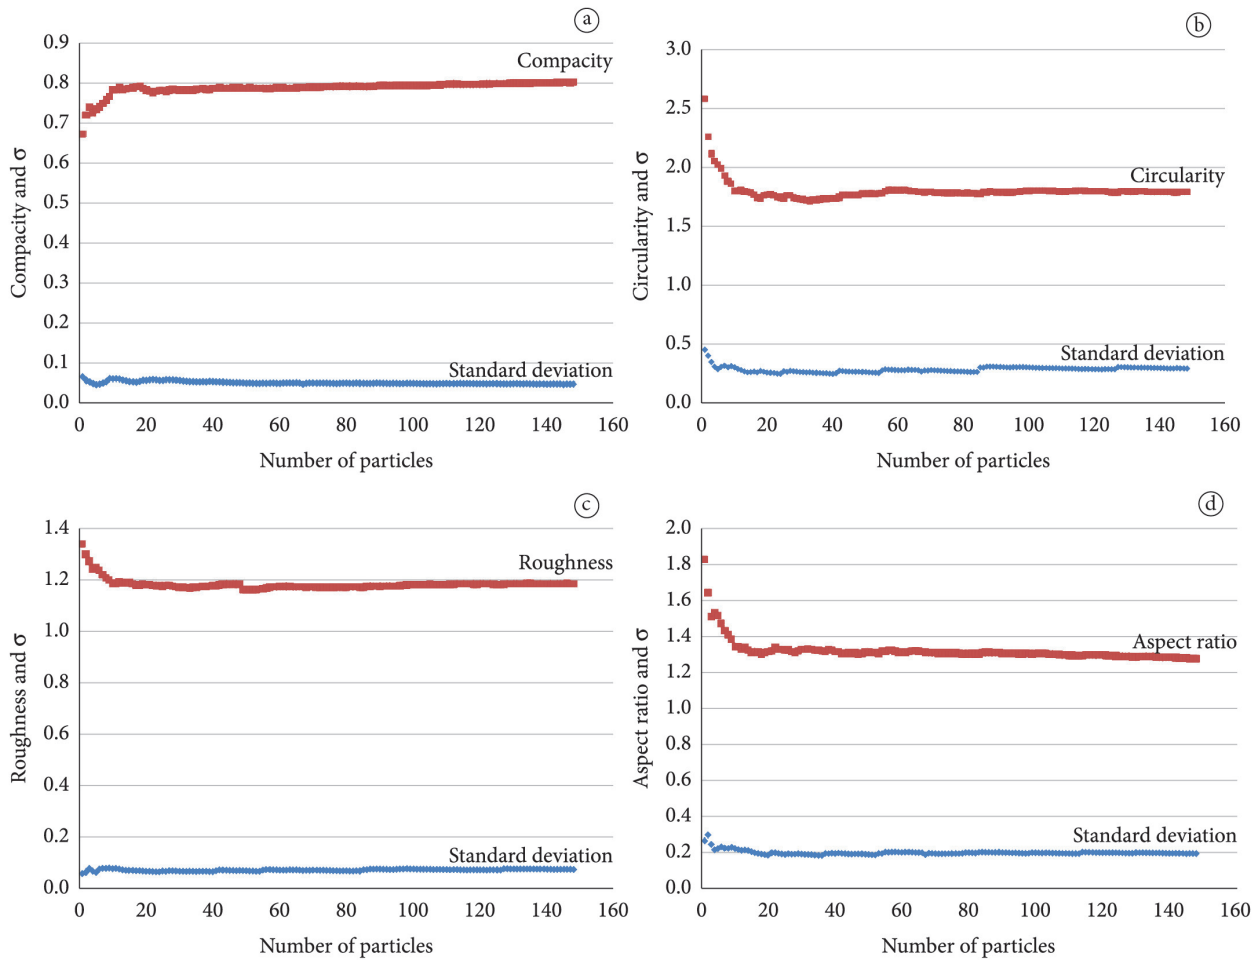 a
0.9
0.8
0.7
0.6
0.5
0.4
0.3
0.2
0.1
0.0
Compacity and σ
Compacity
Standard deviation
0 20 40 60 80 100 120 140 160
Number of particles
b
3.0
2.5
2.0
1.5
1.0
0.5
0.0
Circularity and σ
Circularity
Standard deviation
0 20 40 60 80 100 120 140 160
Number of particles
c
1.4
1.2
1.0
0.8
0.6
0.4
0.2
0.0
Roughness and σ
Roughness
Standard deviation
0 20 40 60 80 100 120 140 160
Number of particles
d
2.0
1.8
1.6
1.4
1.2
1.0
0.8
0.6
0.4
0.2
0.0
Aspect ratio and σ
Aspect ratio
Standard deviation
0 20 40 60 80 100 120 140 160
Number of particles